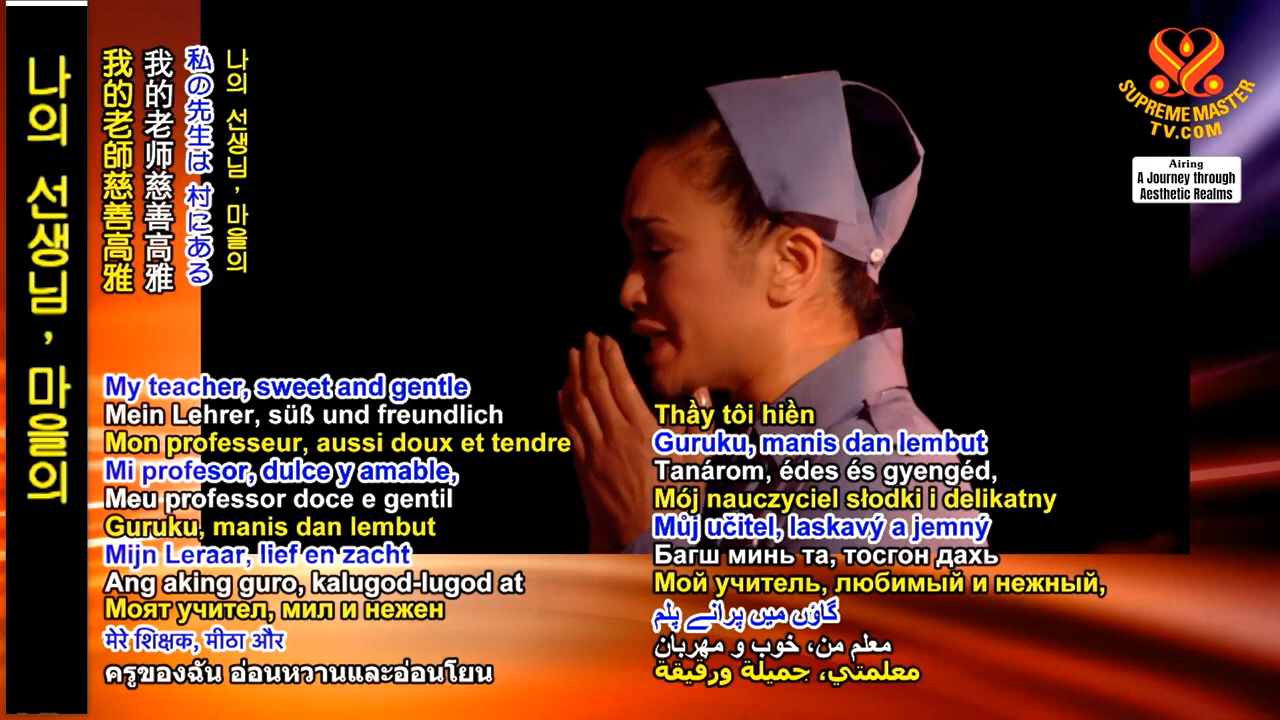 나의 선생님, 마을의
我的老師慈善高雅
我的老师慈善高雅
私の先生は 村にある
나의 선생님, 마을의
SUPREME MASTER
TV.COM
Airing
A Journey through
Aesthetic Realms
My teacher, sweet and gentle
Mein Lehrer, süß und freundlich
Mon professeur, aussi doux et tendre
Mi profesor, dulce y amable,
Meu professor doce e gentil
Guruku, manis dan lembut
Mijn Leraar, lief en zacht
Ang aking guro, kalugod-lugod at
Моят учител, мил и нежен
मेरे शिक्षक, मीठा और
ครูของฉัน อ่อนหวานและอ่อนโยน
Thầy tôi hiền
Guruku, manis dan lembut
Tanárom, édes és gyengéd,
Mój nauczyciel słodki i delikatny
Můj učitel, laskavý a jemný
Багш минь та, тосгон дахь
Мой учитель, любимый и нежный,
گاؤں میں پرانے پلم
معلم من، خوب و مهربان
معلمتي، جميلة ورقيقة